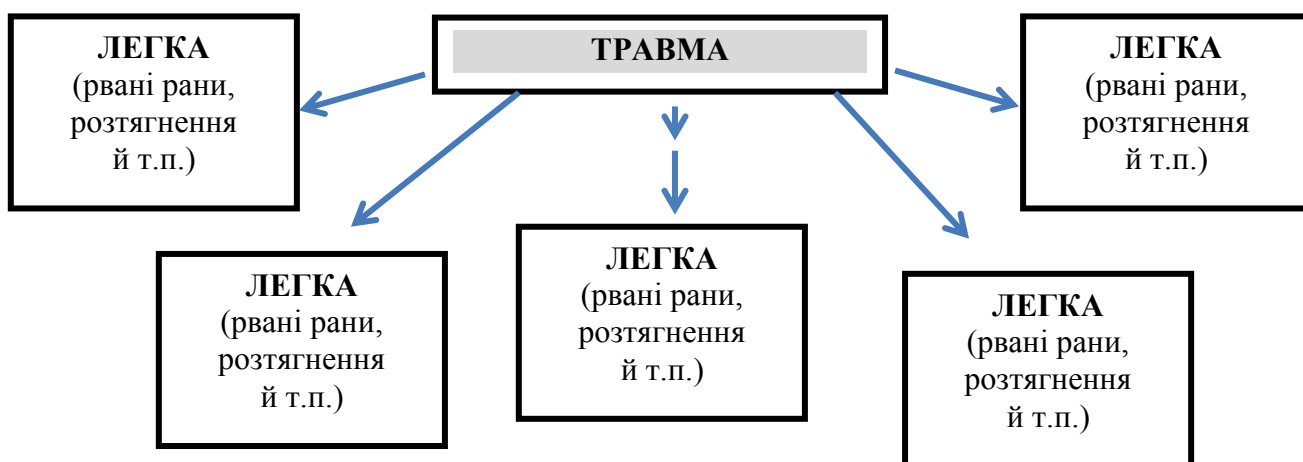 ТРАВМА
ЛЕГКА
(рвані рани,
розтягнення
й т.п.)
ЛЕГКА
(рвані рани,
розтягнення
й т.п.)
ЛЕГКА
(рвані рани,
розтягнення
й т.п.)
ЛЕГКА
(рвані рани,
розтягнення
й т.п.)
ЛЕГКА
(рвані рани,
розтягнення
й т.п.)